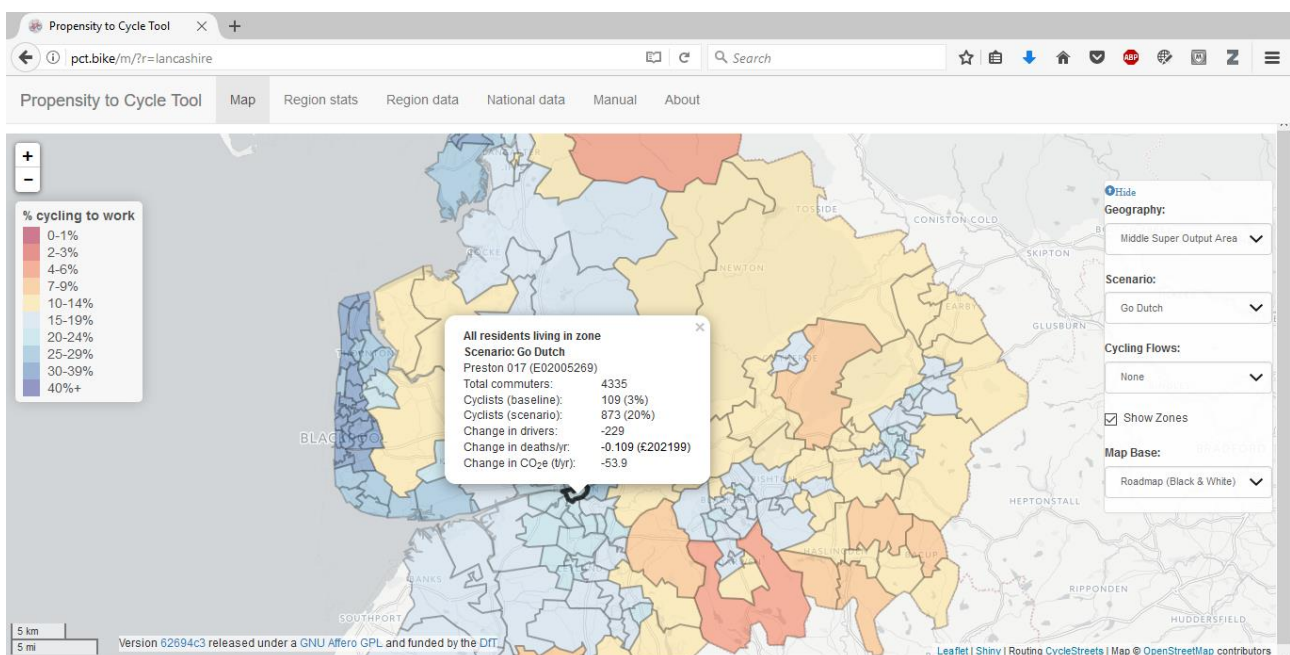 Propensity to Cycle Tool
pct.bike/m/?r=lancashire
Search
ABP
Z
Propensity to Cycle Tool Map Region stats Region data National data Manual About
+
−
% cycling to work
0-1%
2-3%
4-6%
7-9%
10-14%
15-19%
20-24%
25-29%
30-39%
40%+
Hide
Geography:
Middle Super Output Area
Scenario:
Go Dutch
Cycling Flows:
None
Show Zones
Map Base:
Roadmap (Black & White)
TOSSIDE
CONISTON COLD
SKIPTON
NEWTON
EARBY
GLUSBURN
All residents living in zone
Scenario: Go Dutch
Preston 017 (E02005269)
Total commuters: 4335
Cyclists (baseline): 109 (3%)
Cyclists (scenario): 873 (20%)
Change in drivers: -229
Change in deaths/yr: -0.109 (£202199)
Change in CO₂e (t/yr): -53.9
HEPTONSTALL
BANKS
SOUTHPORT
RIPPONDEN
HUDDERSFIELD
5 km
5 mi
Version 62694c3 released under a GNU Affero GPL and funded by the DfT
Leaflet | Shiny | Routing CycleStreets | Map © OpenStreetMap contributors